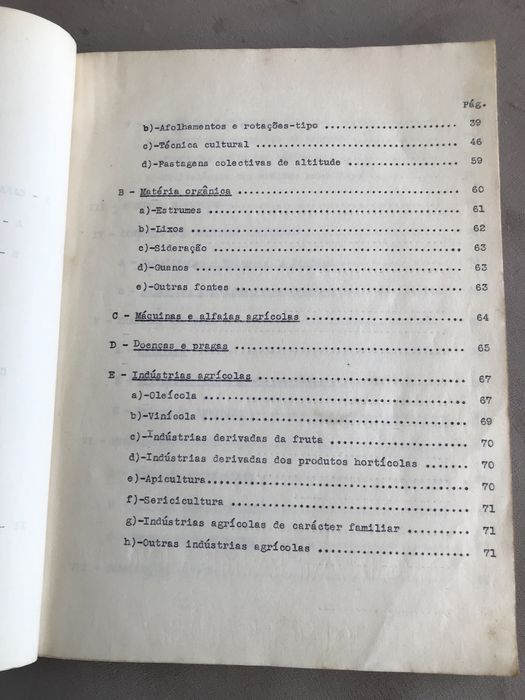 Pág.
b)-Afolhamentos e rotações-tipo ........................ 39
c)-Técnica cultural ........................ 46
d)-Pastagens colectivas de altitude ........................ 59
B - Matéria orgânica ........................ 60
a)-Estrumes ........................ 61
b)-Lixos ........................ 62
c)-Sideração ........................ 63
d)-Guanos ........................ 63
e)-Outras fontes ........................ 63
C - Máquinas e alfaias agrícolas ........................ 64
D - Doenças e pragas ........................ 65
E - Indústrias agrícolas ........................ 67
a)-Oleícola ........................ 67
b)-Vinícola ........................ 69
c)-Indústrias derivadas da fruta ........................ 70
d)-Indústrias derivadas dos produtos hortícolas ....... 70
e)-Apicultura........................ 70
f)-Sericicultura ........................ 71
g)-Indústrias agrícolas de carácter familiar ........... 71
h)-Outras indústrias agrícolas ........................ 71